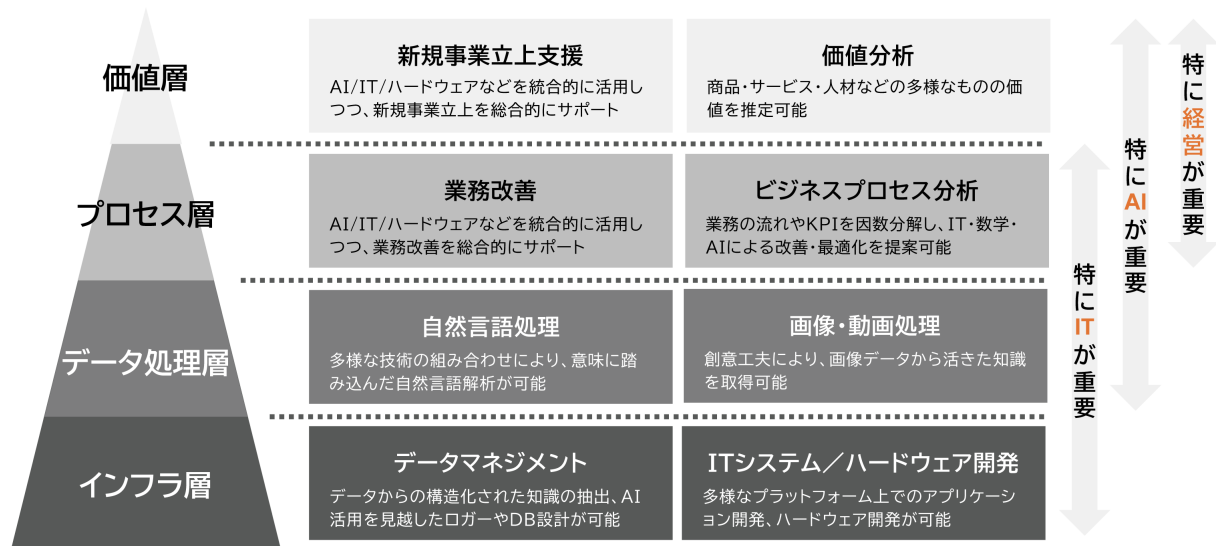 価値層
新規事業立上支援
AI/IT/ハードウェアなどを統合的に活用し
つつ、新規事業立上を総合的にサポート
価値分析
商品・サービス・人材などの多様なものの価
値を推定可能
プロセス層
業務改善
AI/IT/ハードウェアなどを統合的に活用し
つつ、業務改善を総合的にサポート
ビジネスプロセス分析
業務の流れやKPIを因数分解し、IT・数学・
AIによる改善・最適化を提案可能
データ処理層
自然言語処理
多様な技術の組み合わせにより、意味に踏
み込んだ自然言語解析が可能
画像・動画処理
創意工夫により、画像データから活きた知識
を取得可能
インフラ層
データマネジメント
データからの構造化された知識の抽出、AI
活用を見越したロガーやDB設計が可能
ITシステム／ハードウェア開発
多様なプラットフォーム上でのアプリケーシ
ョン開発、ハードウェア開発が可能
特にITが重要
特にAIが重要
特に経営が重要